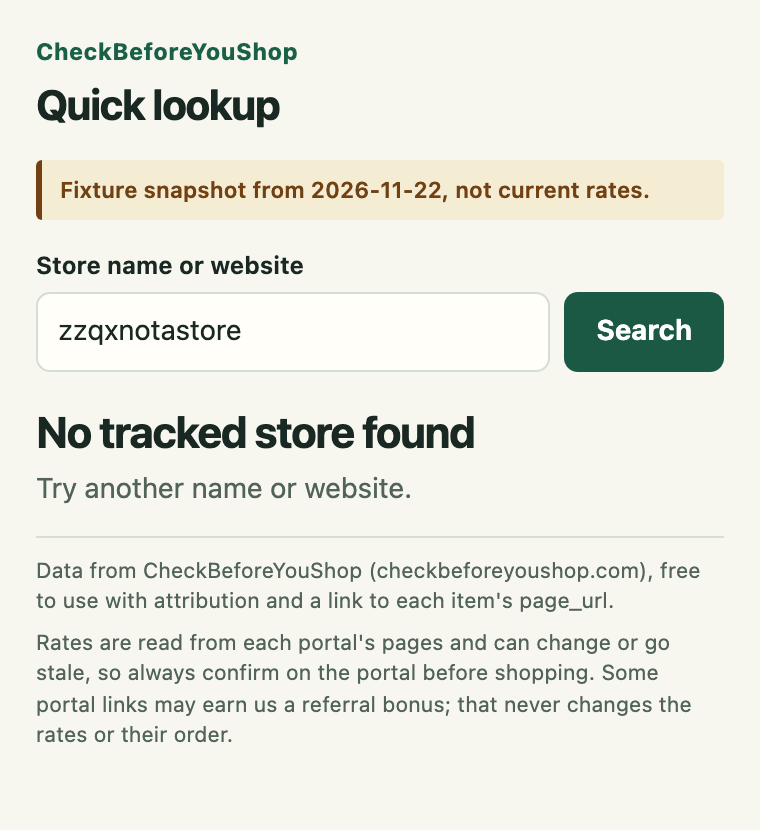 CheckBeforeYouShop
Quick lookup
Fixture snapshot from 2026-11-22, not current rates.
Store name or website
zzqxnotastore
Search
No tracked store found
Try another name or website.
Data from CheckBeforeYouShop (checkbeforeyoushop.com), free
to use with attribution and a link to each item's page_url.
Rates are read from each portal's pages and can change or go
stale, so always confirm on the portal before shopping. Some
portal links may earn us a referral bonus; that never changes the
rates or their order.